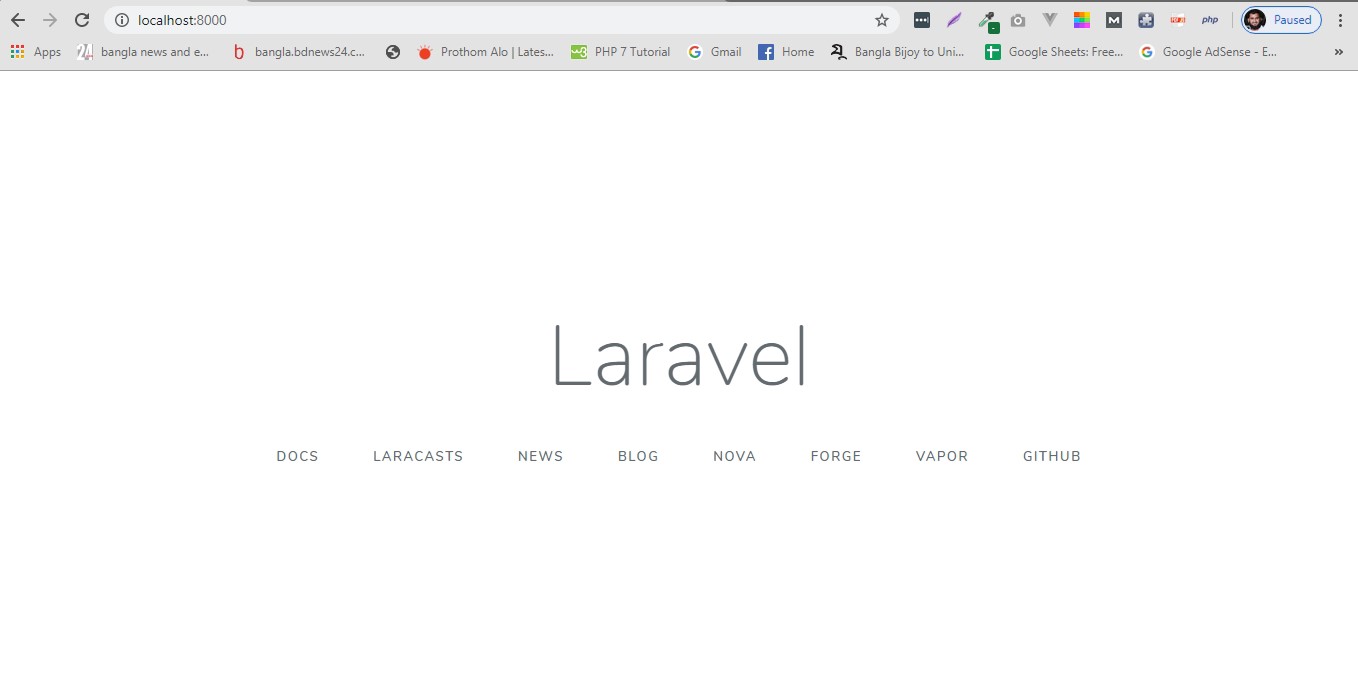 localhost:8000
Paused
Apps bangla news and e... bangla.bdnews24.c... Prothom Alo | Lates... PHP 7 Tutorial Gmail Home Bangla Bijoy to Uni... Google Sheets: Free... Google AdSense - E... »
Laravel
DOCS LARACASTS NEWS BLOG NOVA FORGE VAPOR GITHUB